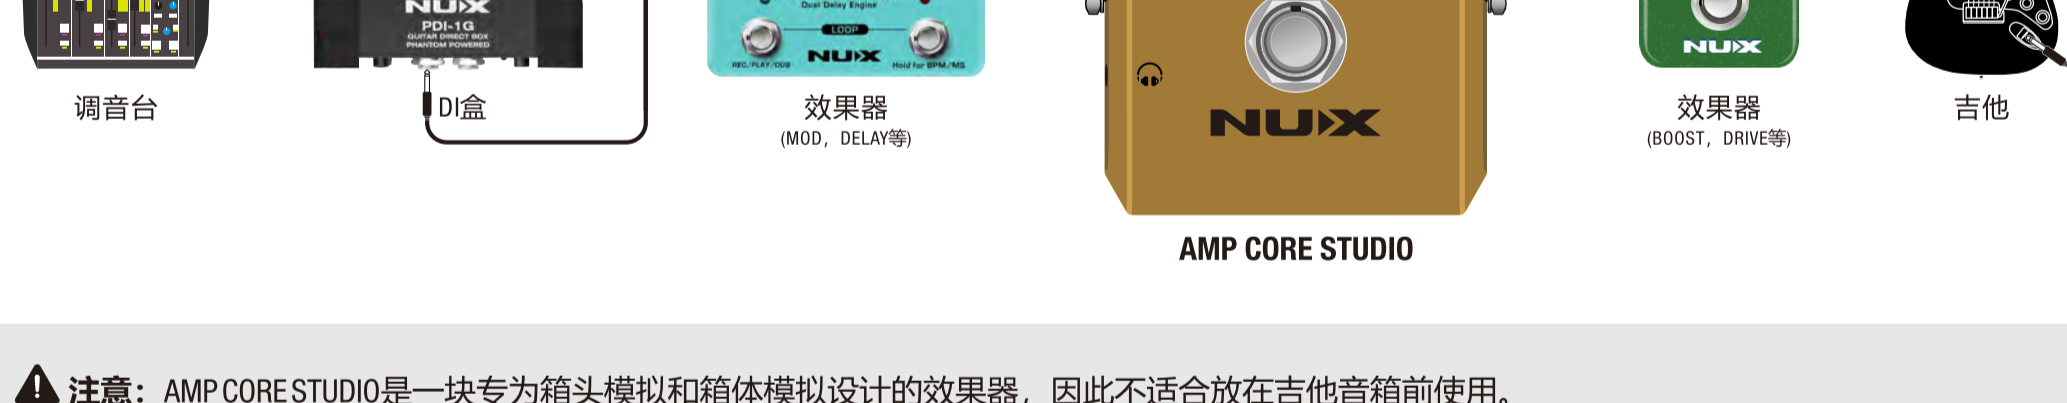 NUX
PDI-1G
GUITAR DIRECT BOX
PHANTOM POWERED
Dual Delay Engine
LOOP
REC/PLAY/DUB
NUX
Hold for BPM/MS
NUX
NUX
调音台
DI盒
效果器
(MOD，DELAY等)
效果器
(BOOST，DRIVE等)
吉他
AMP CORE STUDIO
注意：AMP CORE STUDIO是一块专为箱头模拟和箱体模拟设计的效果器，因此不适合放在吉他音箱前使用。